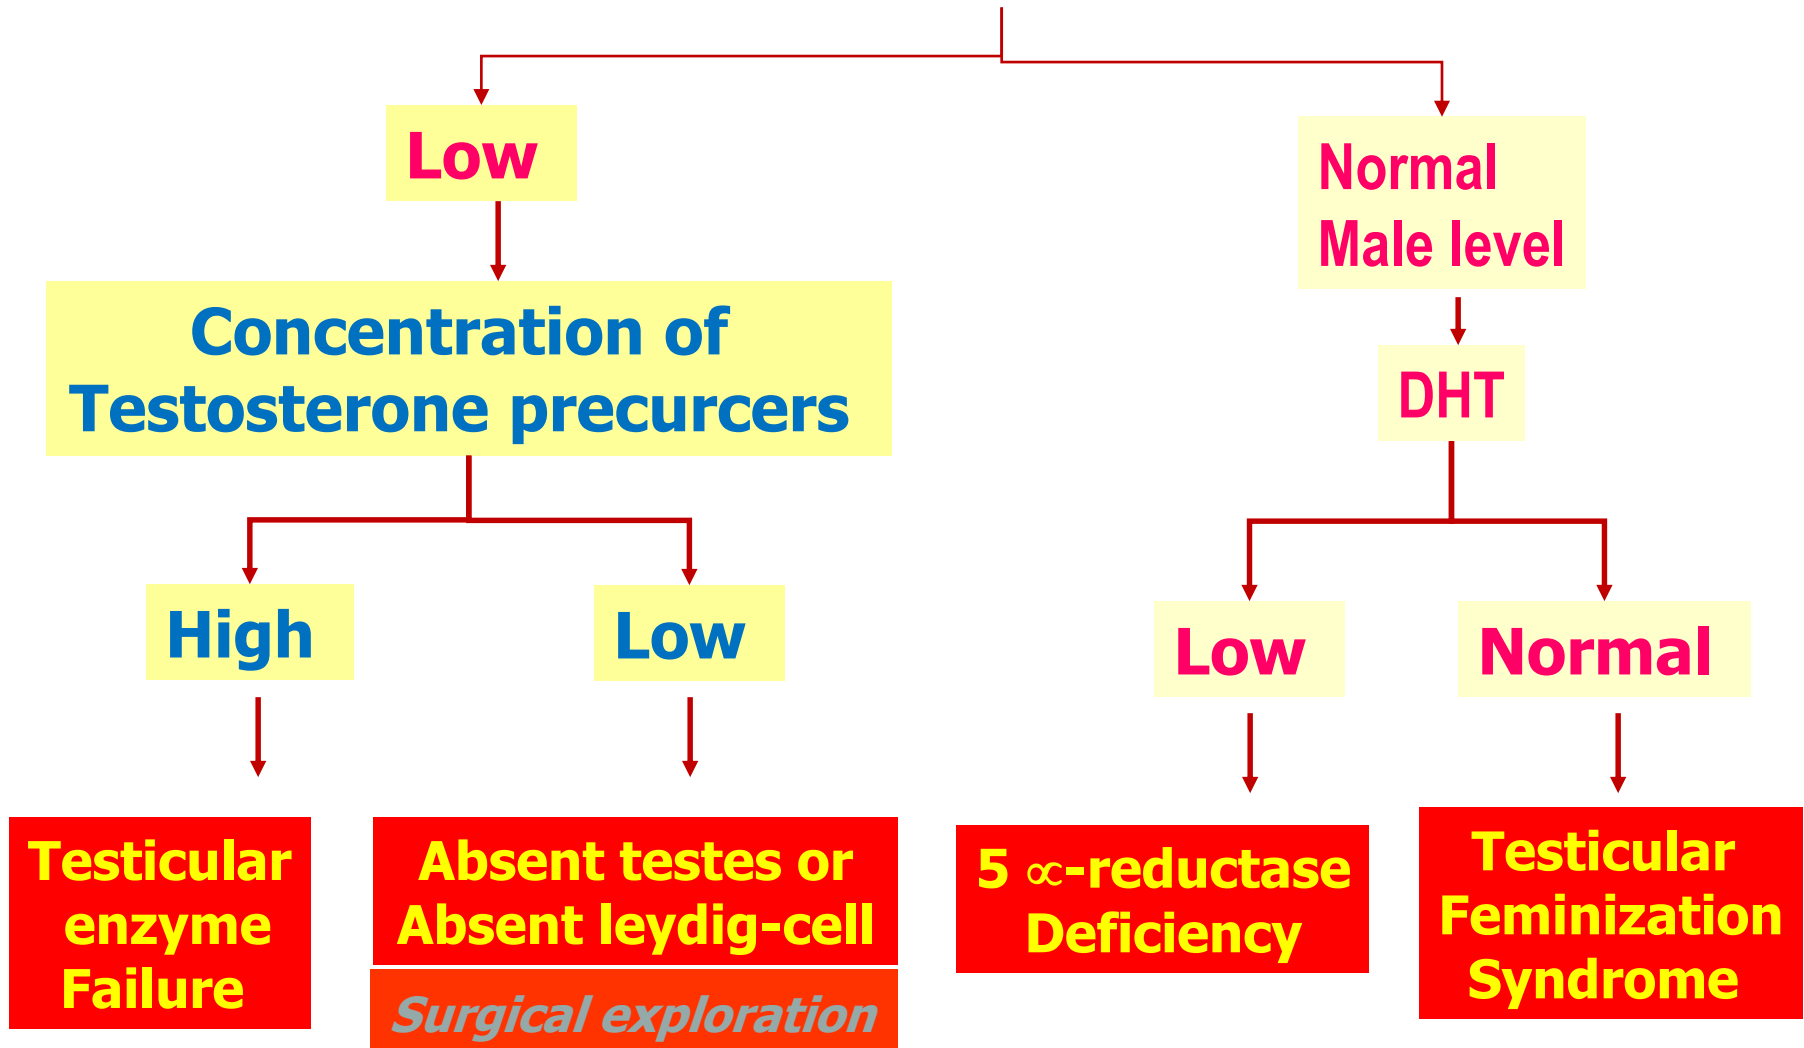 Low
Normal
Male level
Concentration of
Testosterone precurcers
DHT
High
Low
Low
Normal
Testicular
enzyme
Failure
Absent testes or
Absent leydig-cell
Surgical exploration
5 ∝-reductase
Deficiency
Testicular
Feminization
Syndrome